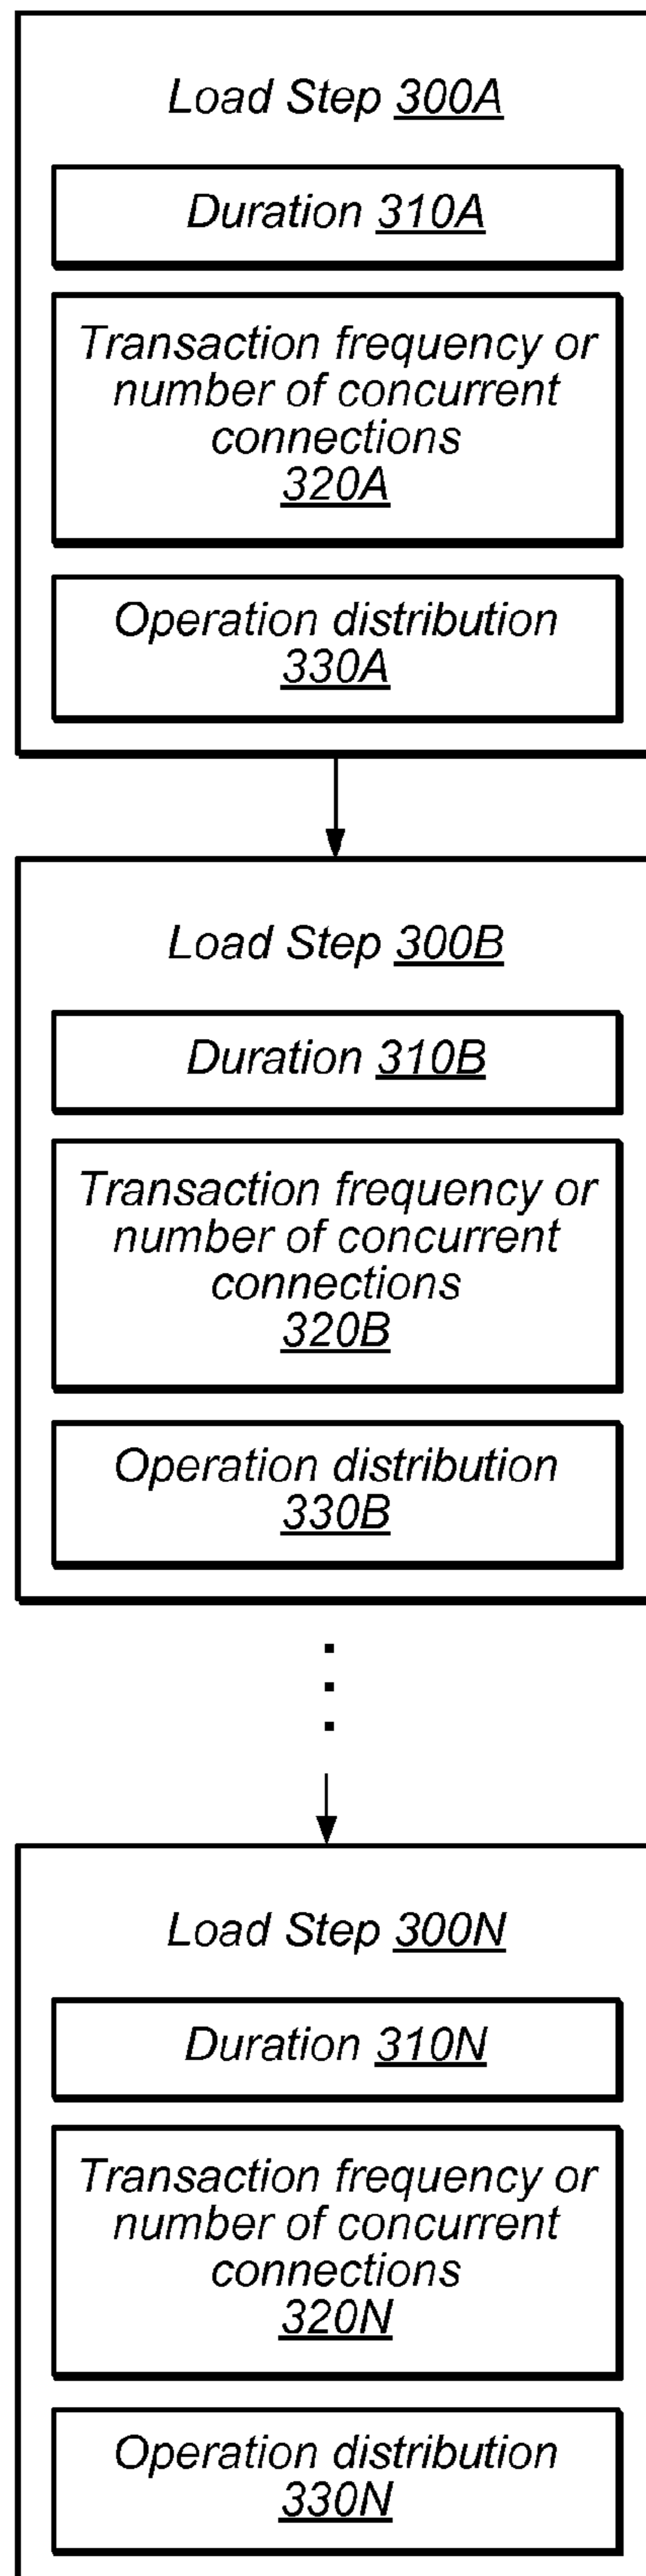 Load Step 300A
Duration 310A
Transaction frequency or
number of concurrent
connections
320A
Operation distribution
330A
Load Step 300B
Duration 310B
Transaction frequency or
number of concurrent
connections
320B
Operation distribution
330B
Load Step 300N
Duration 310N
Transaction frequency or
number of concurrent
connections
320N
Operation distribution
330N